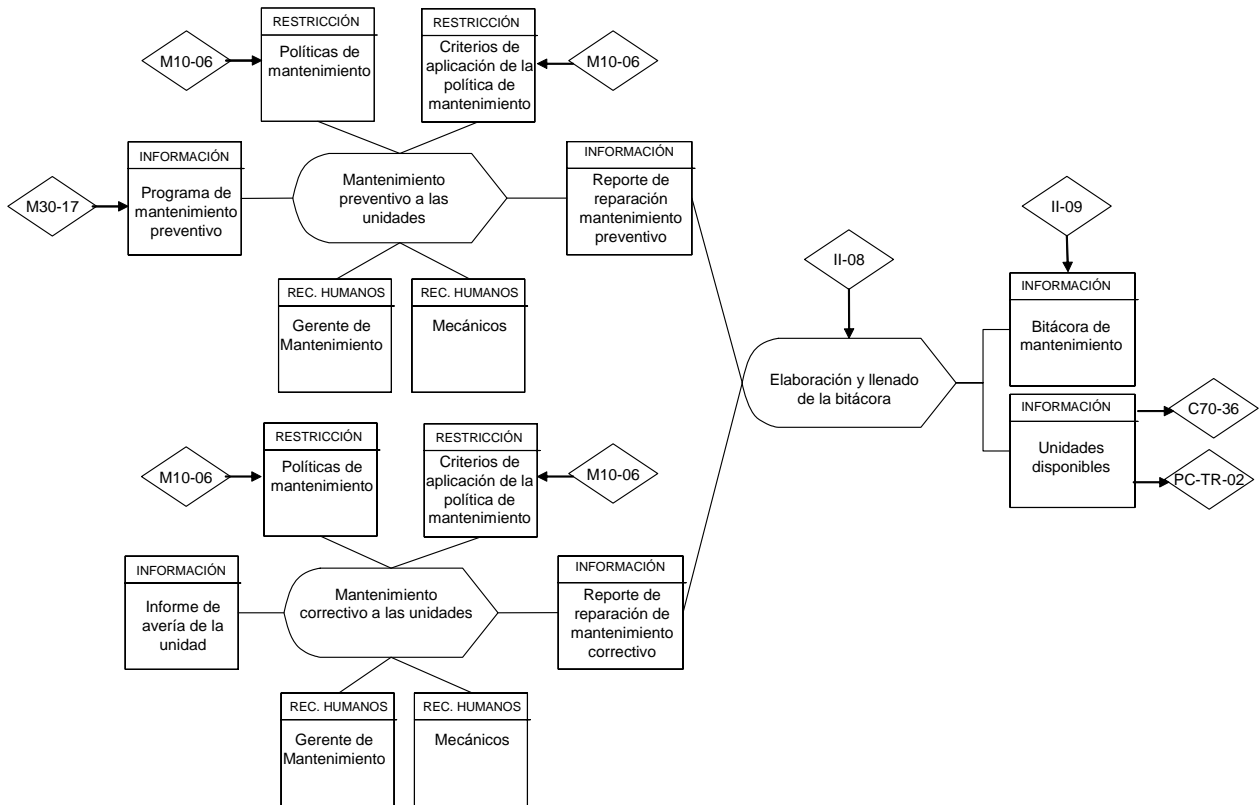 RESTRICCIÓN
Políticas de
mantenimiento
M10-06
RESTRICCIÓN
Criterios de
aplicación de la
política de
mantenimiento
M10-06
INFORMACIÓN
Programa de
mantenimiento
preventivo
M30-17
Mantenimiento
preventivo a las
unidades
INFORMACIÓN
Reporte de
reparación
mantenimiento
preventivo
REC. HUMANOS
Gerente de
Mantenimiento
REC. HUMANOS
Mecánicos
II-08
II-09
INFORMACIÓN
Bitácora de
mantenimiento
Elaboración y llenado
de la bitácora
INFORMACIÓN
Unidades
disponibles
C70-36
PC-TR-02
RESTRICCIÓN
Políticas de
mantenimiento
M10-06
RESTRICCIÓN
Criterios de
aplicación de la
política de
mantenimiento
M10-06
INFORMACIÓN
Informe de
avería de la
unidad
Mantenimiento
correctivo a las unidades
INFORMACIÓN
Reporte de
reparación de
mantenimiento
correctivo
REC. HUMANOS
Gerente de
Mantenimiento
REC. HUMANOS
Mecánicos